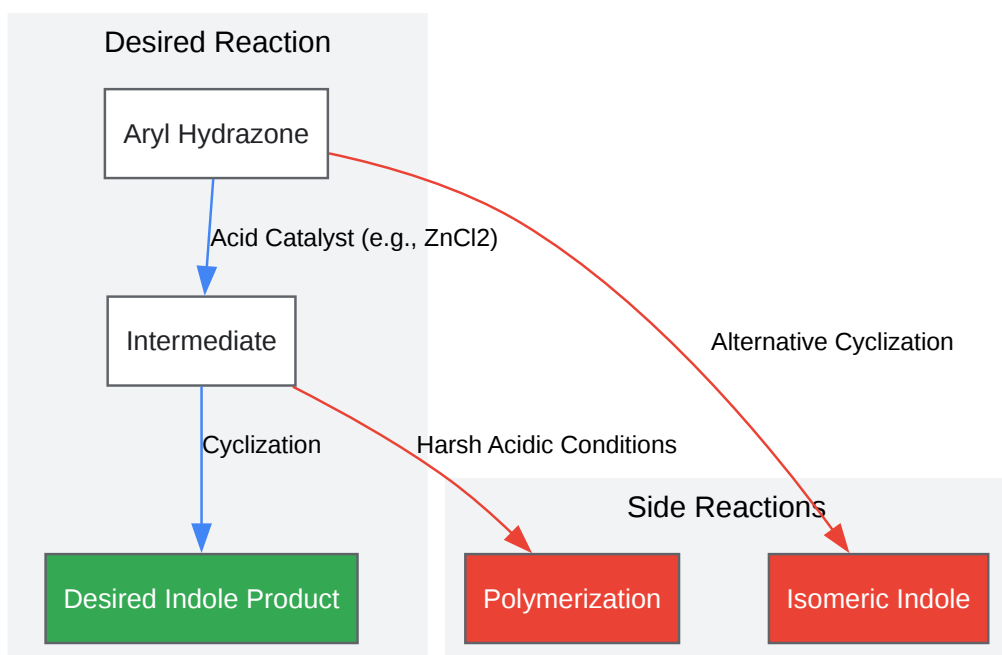 Desired Reaction
Aryl Hydrazone
Acid Catalyst (e.g., ZnCl2)
Intermediate
Alternative Cyclization
Cyclization
Harsh Acidic Conditions
Side Reactions
Desired Indole Product
Polymerization
Isomeric Indole